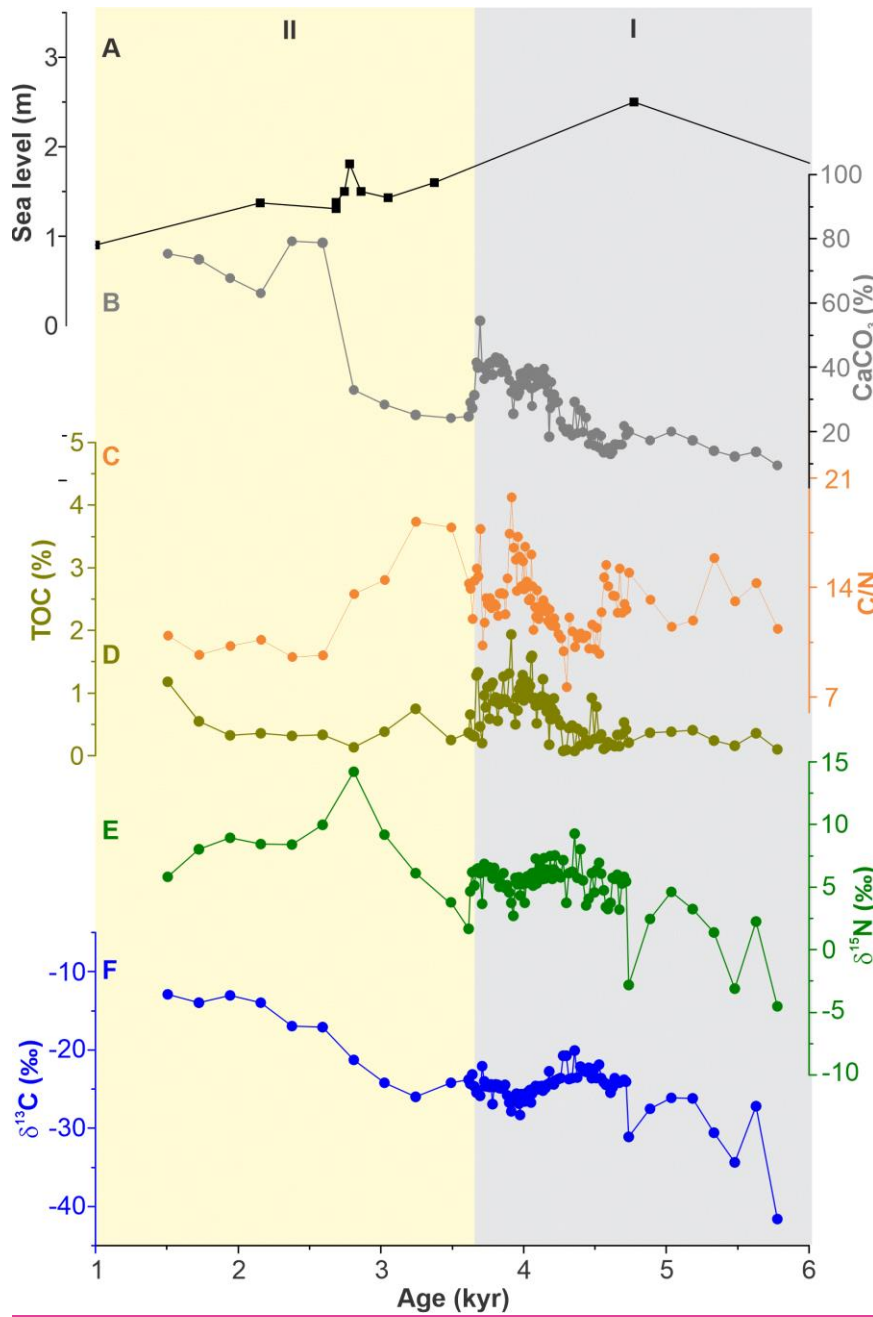 II
I
A
3
2
1
0
Sea level (m)
100
80
60
40
20
CaCO₃ (%)
B
C
5
4
3
2
1
0
TOC (%)
21
14
7
C/N
D
15
10
5
0
-5
-10
δ¹⁵N (‰)
E
F
-10
-20
-30
-40
δ¹³C (‰)
1 2 3 4 5 6
Age (kyr)